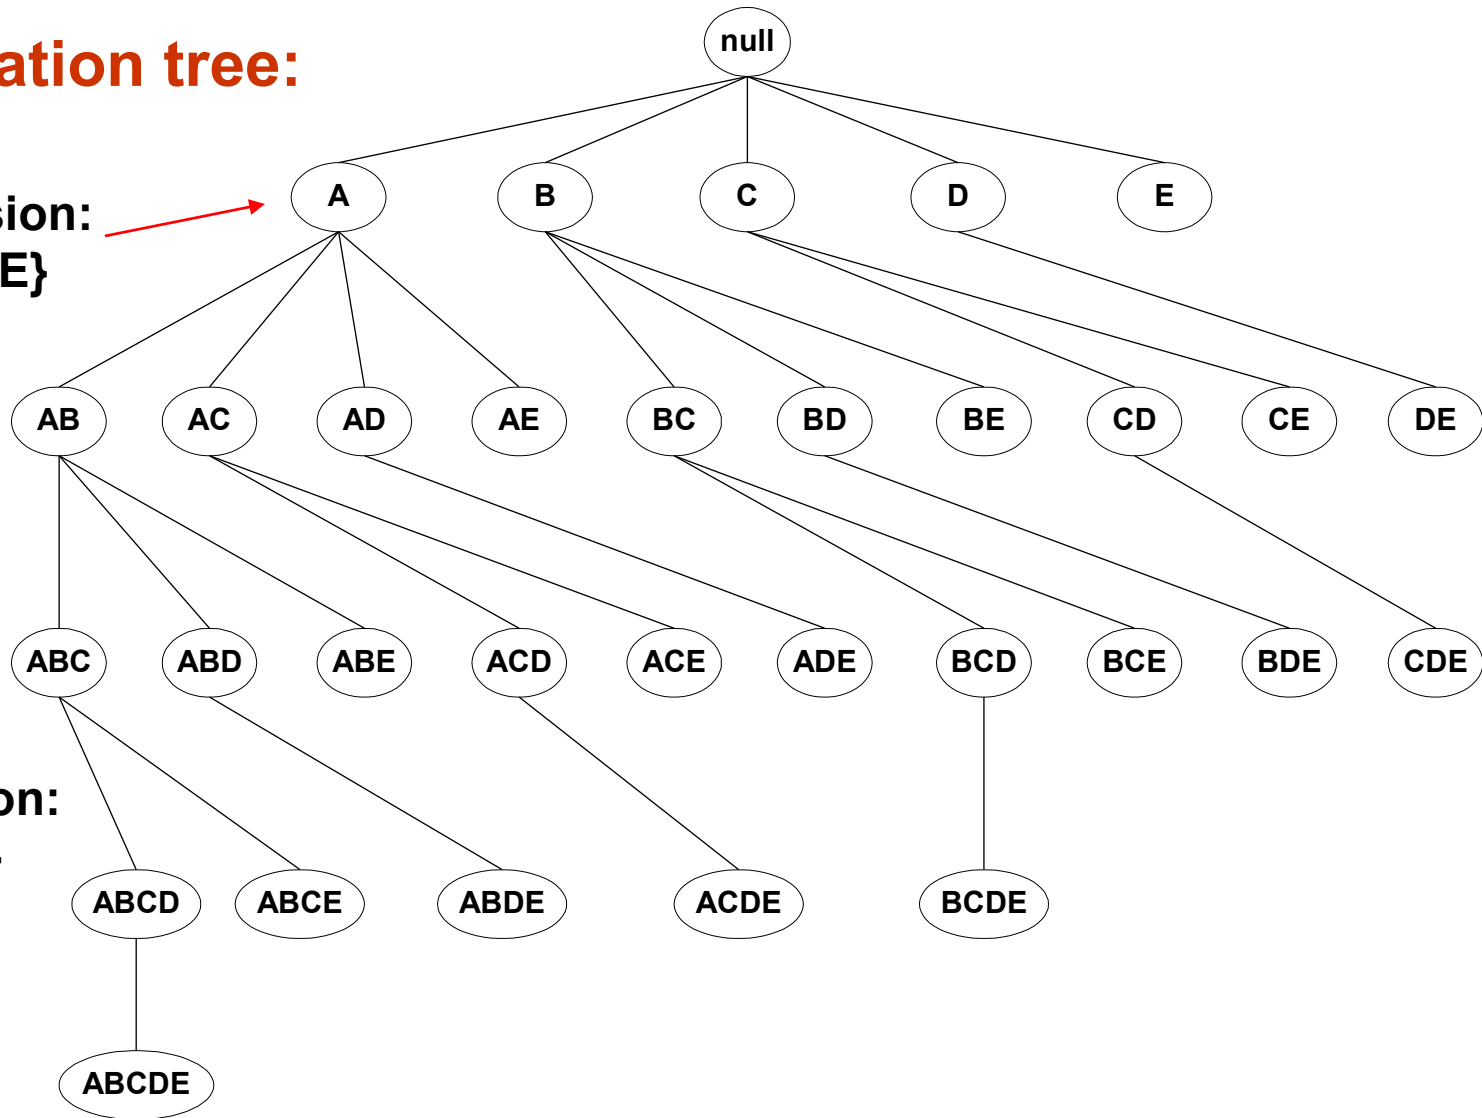 null
ation tree:
A B C D E
sion:
E}
AB AC AD AE BC BD BE CD CE DE
ABC ABD ABE ACD ACE ADE BCD BCE BDE CDE
on:
ABCD ABCE ABDE ACDE BCDE
ABCDE